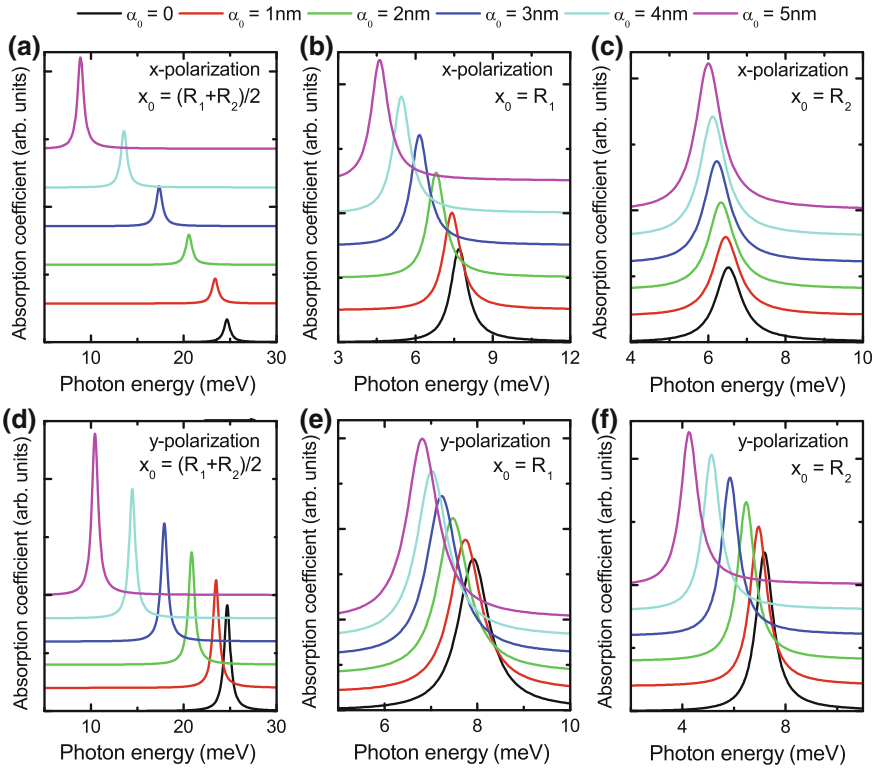 α₀ = 0 α₀ = 1nm α₀ = 2nm α₀ = 3nm α₀ = 4nm α₀ = 5nm
(a)
x-polarization
x₀ = (R₁+R₂)/2
Absorption coefficient (arb. units)
10 20 30
Photon energy (meV)
(b)
x-polarization
x₀ = R₁
Absorption coefficient (arb. units)
3 6 9 12
Photon energy (meV)
(c)
x-polarization
x₀ = R₂
Absorption coefficient (arb. units)
4 6 8 10
Photon energy (meV)
(d)
y-polarization
x₀ = (R₁+R₂)/2
Absorption coefficient (arb. units)
10 20 30
Photon energy (meV)
(e)
y-polarization
x₀ = R₁
Absorption coefficient (arb. units)
6 8 10
Photon energy (meV)
(f)
y-polarization
x₀ = R₂
Absorption coefficient (arb. units)
4 6 8 10
Photon energy (meV)